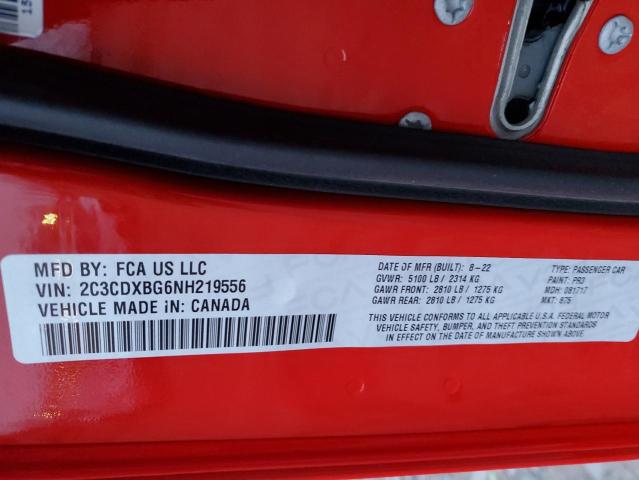 MFD BY: FCA US LLC
VIN: 2C3CDXBG6NH219556
VEHICLE MADE IN: CANADA
DATE OF MFR (BUILT): 8-22
GVWR: 5100 LB / 2314 KG
GAWR FRONT: 2810 LB / 1275 KG
GAWR REAR: 2810 LB / 1275 KG
TYPE: PASSENGER CAR
PAINT: PR3
MDH: 081717
MKT: 675
THIS VEHICLE CONFORMS TO ALL APPLICABLE U.S.A. FEDERAL MOTOR
VEHICLE SAFETY, BUMPER, AND THEFT PREVENTION STANDARDS
IN EFFECT ON THE DATE OF MANUFACTURE SHOWN ABOVE.